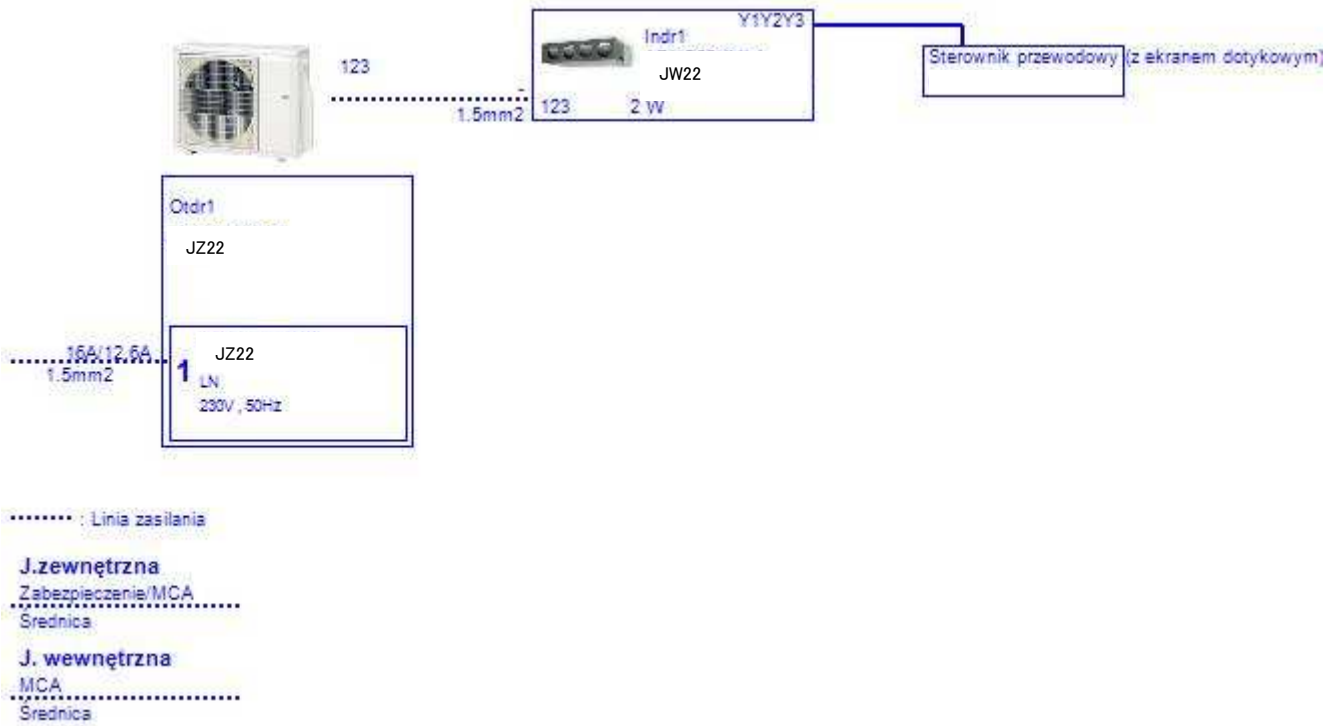 Y1Y2Y3
Indr1
JW22
123
2 W
Sterownik przewodowy (z ekranem dotykowym)
123
-
1.5mm2
Otdr1
JZ22
16A/12.6A
1.5mm2
1
JZ22
LN
230V , 50Hz
: Linia zasilania
J.zewnętrzna
Zabezpieczenie/MCA
Średnica
J. wewnętrzna
MCA
Średnica